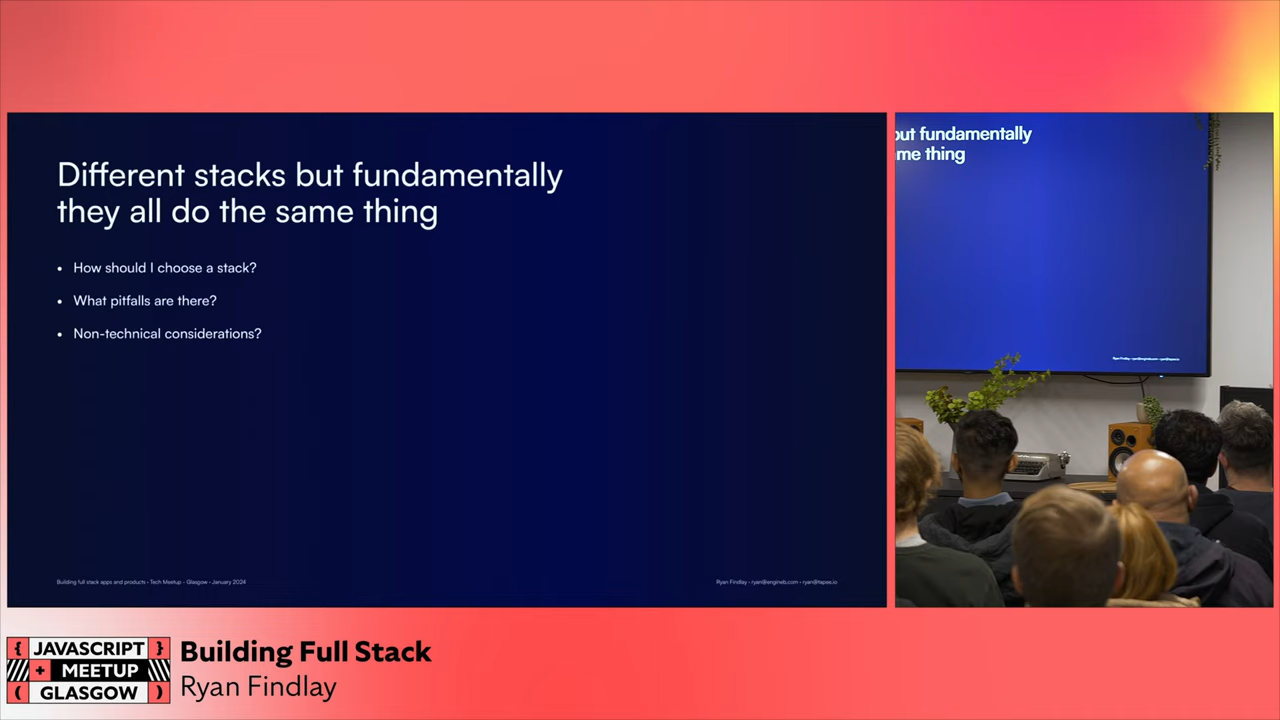 Different stacks but fundamentally
they all do the same thing
• How should I choose a stack?
• What pitfalls are there?
• Non-technical considerations?
Building full stack apps and products - Tech Meetup - Glasgow - January 2024
Ryan Findlay - ryan@engineb.com - ryan@tapoo.io
out fundamentally
me thing
{ JAVASCRIPT }
+ MEETUP
( GLASGOW )
Building Full Stack
Ryan Findlay